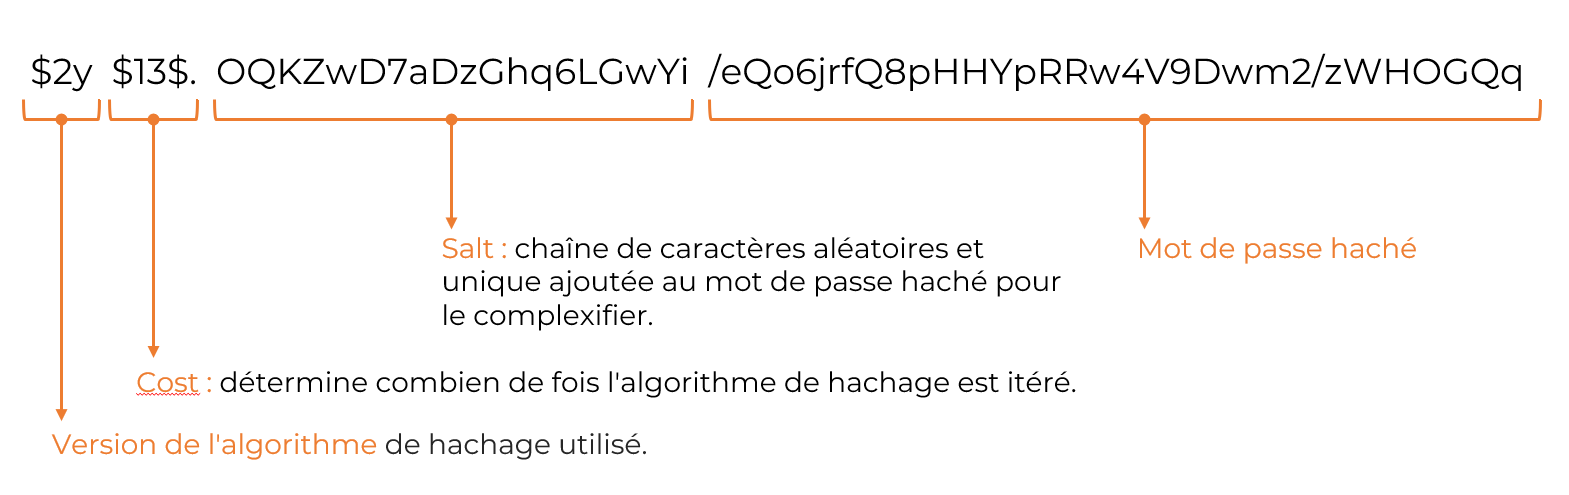 $2y $13$. OQKZwD7aDzGhq6LGwYi /eQo6jrfQ8pHHYpRRw4V9Dwm2/zWHOGQq
Salt : chaîne de caractères aléatoires et
unique ajoutée au mot de passe haché pour
le complexifier.
Mot de passe haché
Cost : détermine combien de fois l'algorithme de hachage est itéré.
Version de l'algorithme de hachage utilisé.